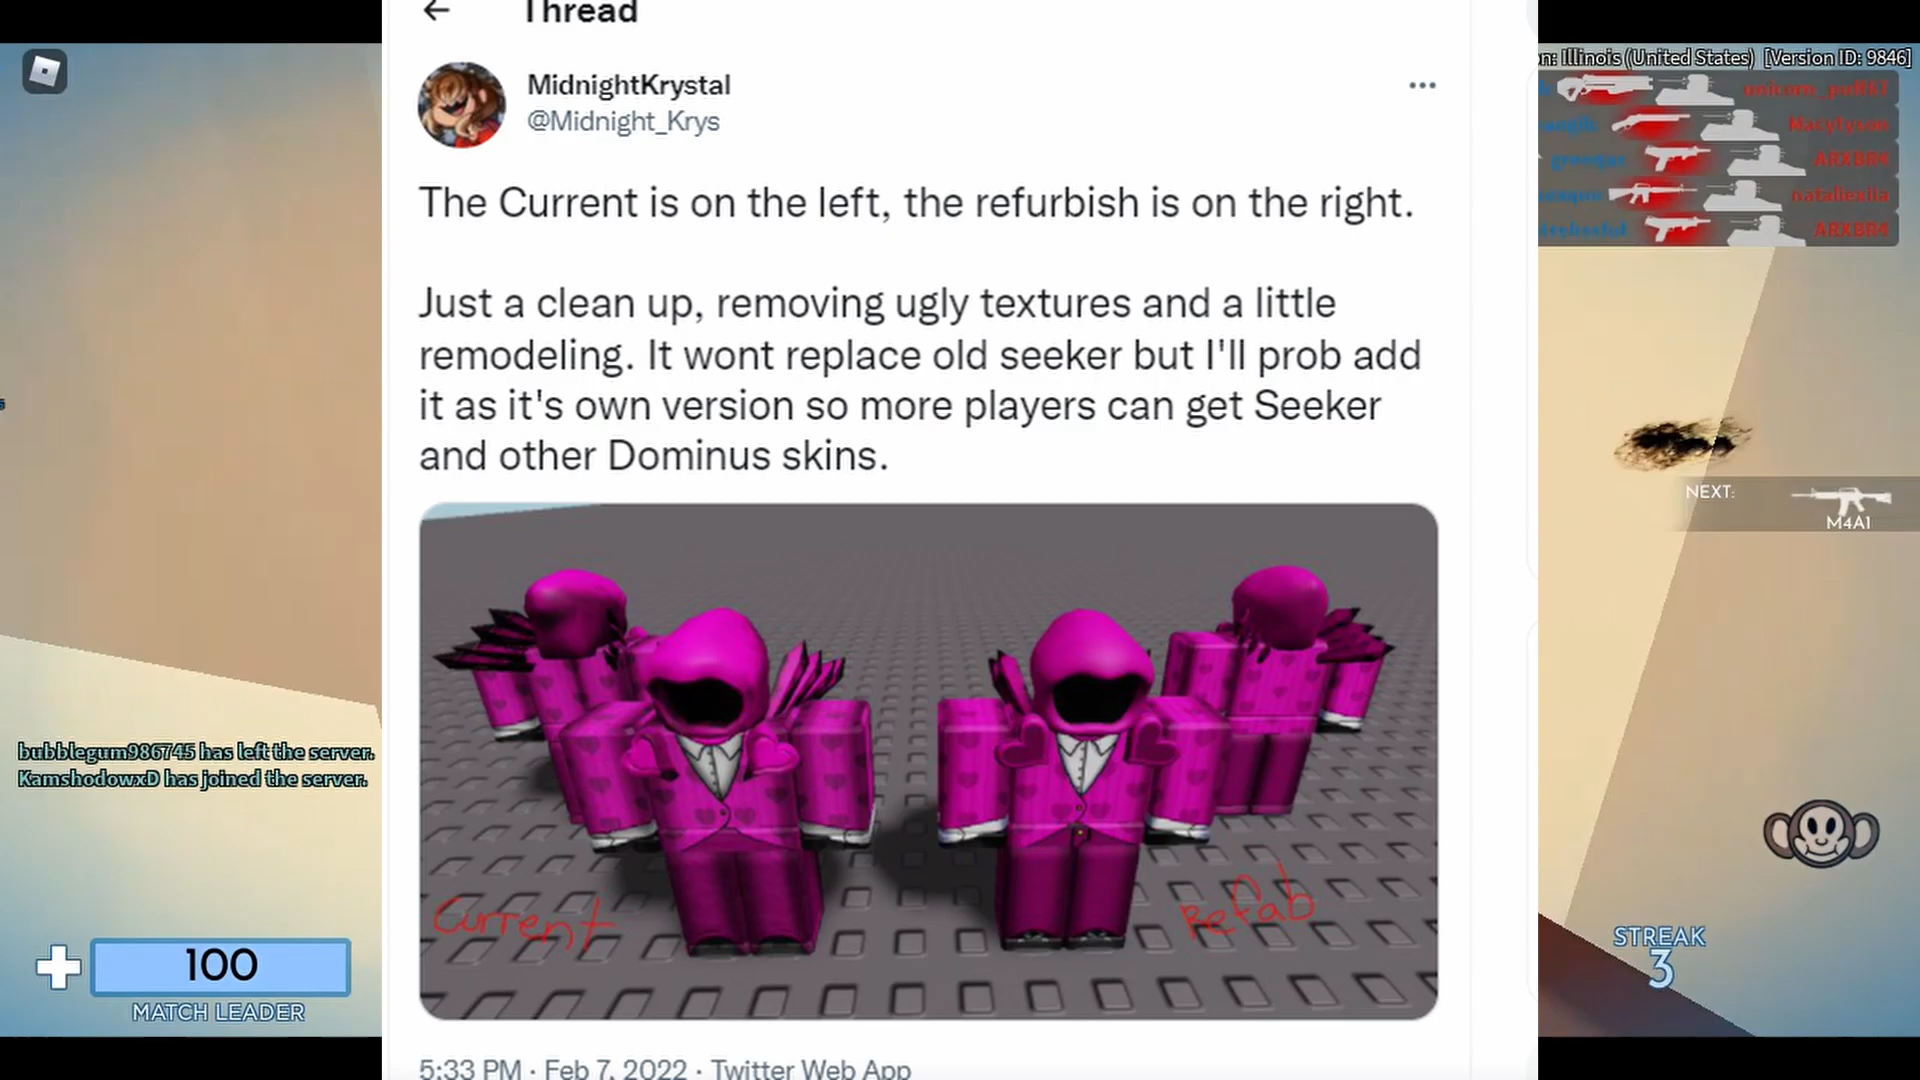 Thread
MidnightKrystal
@Midnight_Krys
The Current is on the left, the refurbish is on the right.
Just a clean up, removing ugly textures and a little
remodeling. It wont replace old seeker but I'll prob add
it as it's own version so more players can get Seeker
and other Dominus skins.
Current
Refab
5:33 PM · Feb 7, 2022 · Twitter Web App
bubblegum986745 has left the server.
KamshodowxD has joined the server.
100
MATCH LEADER
n: Illinois (United States) [Version ID: 9846]
unicorn_puff61
Macytyson
ARXBR4
ARXBR4
NEXT:
M4A1
STREAK
3